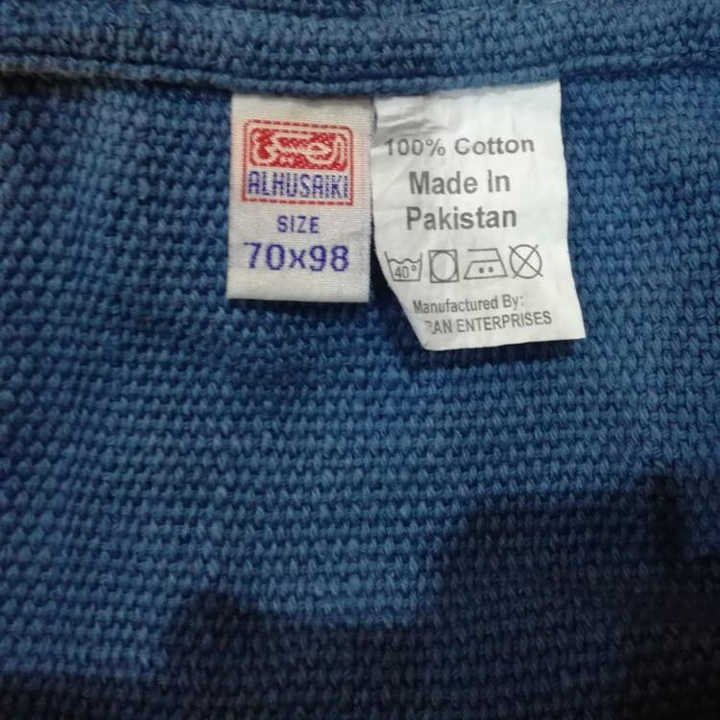 ALHUSAIKI
SIZE
70x98
100% Cotton
Made In
Pakistan
40°
Manufactured By:
ENTERPRISES